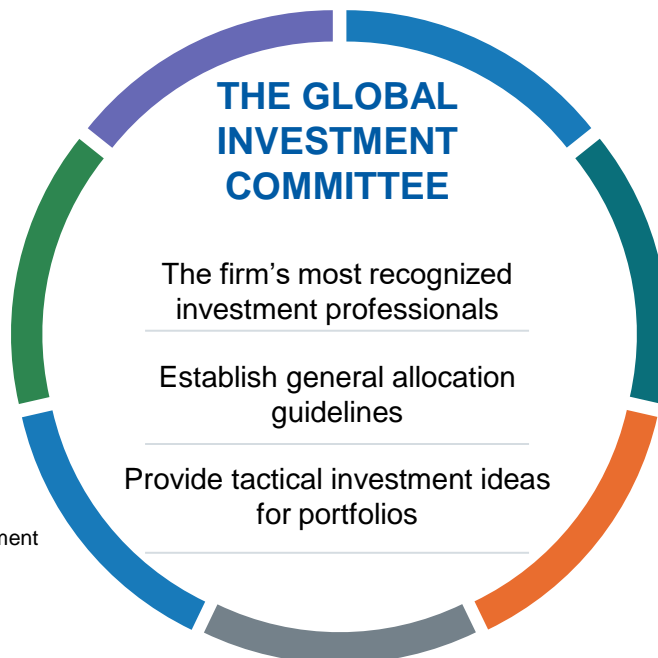 THE GLOBAL
INVESTMENT
COMMITTEE
The firm’s most recognized
investment professionals
Establish general allocation
guidelines
Provide tactical investment ideas
for portfolios